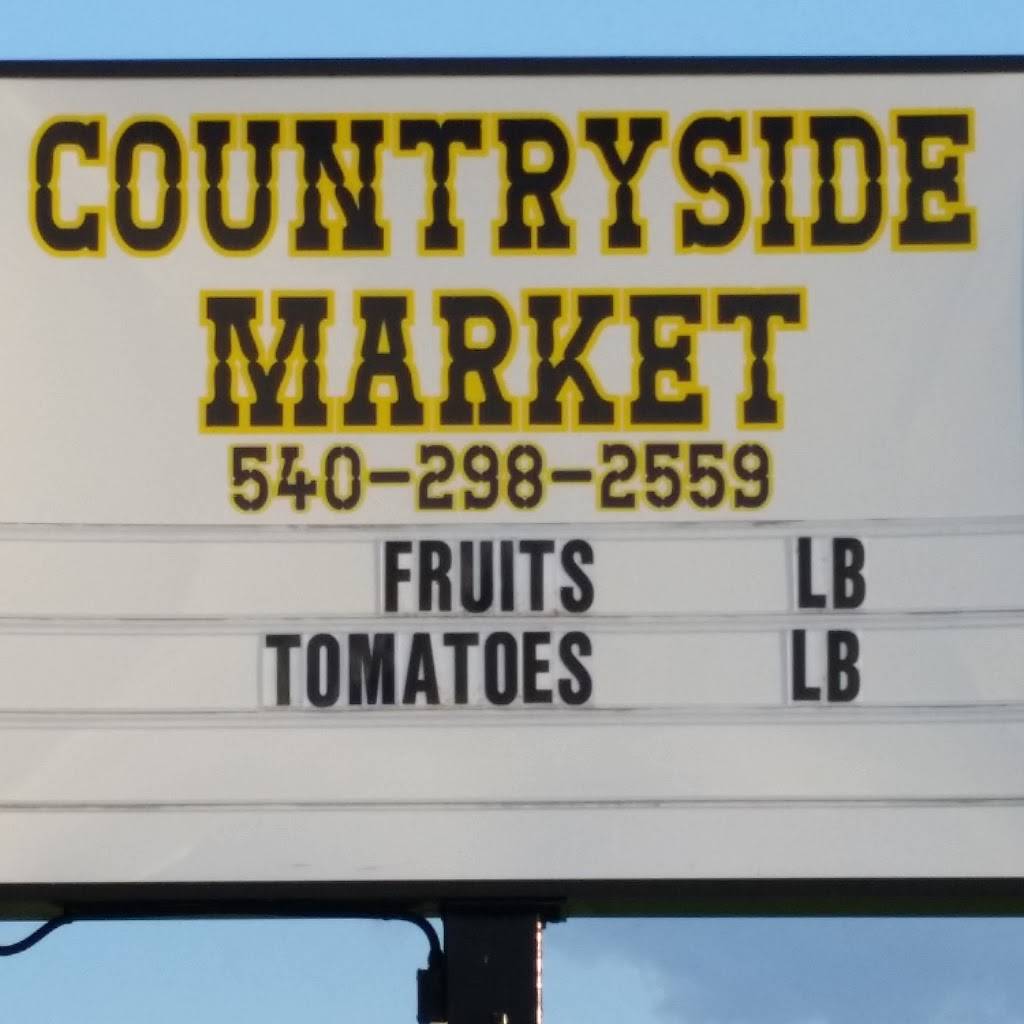 COUNTRYSIDE
MARKET
540-298-2559
FRUITS LB
TOMATOES LB